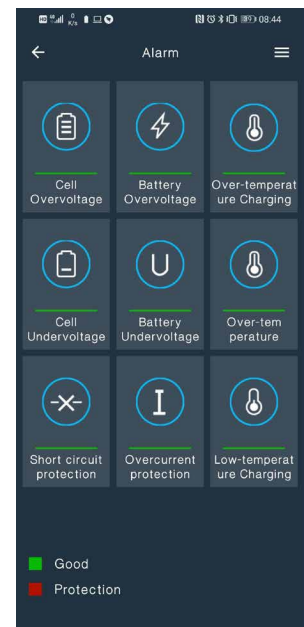 08:44
Alarm
Cell
Overvoltage
Battery
Overvoltage
Over-temperat
ure Charging
U
Cell
Undervoltage
Battery
Undervoltage
Over-tem
perature
I
Short circuit
protection
Overcurrent
protection
Low-temperat
ure Charging
Good
Protection